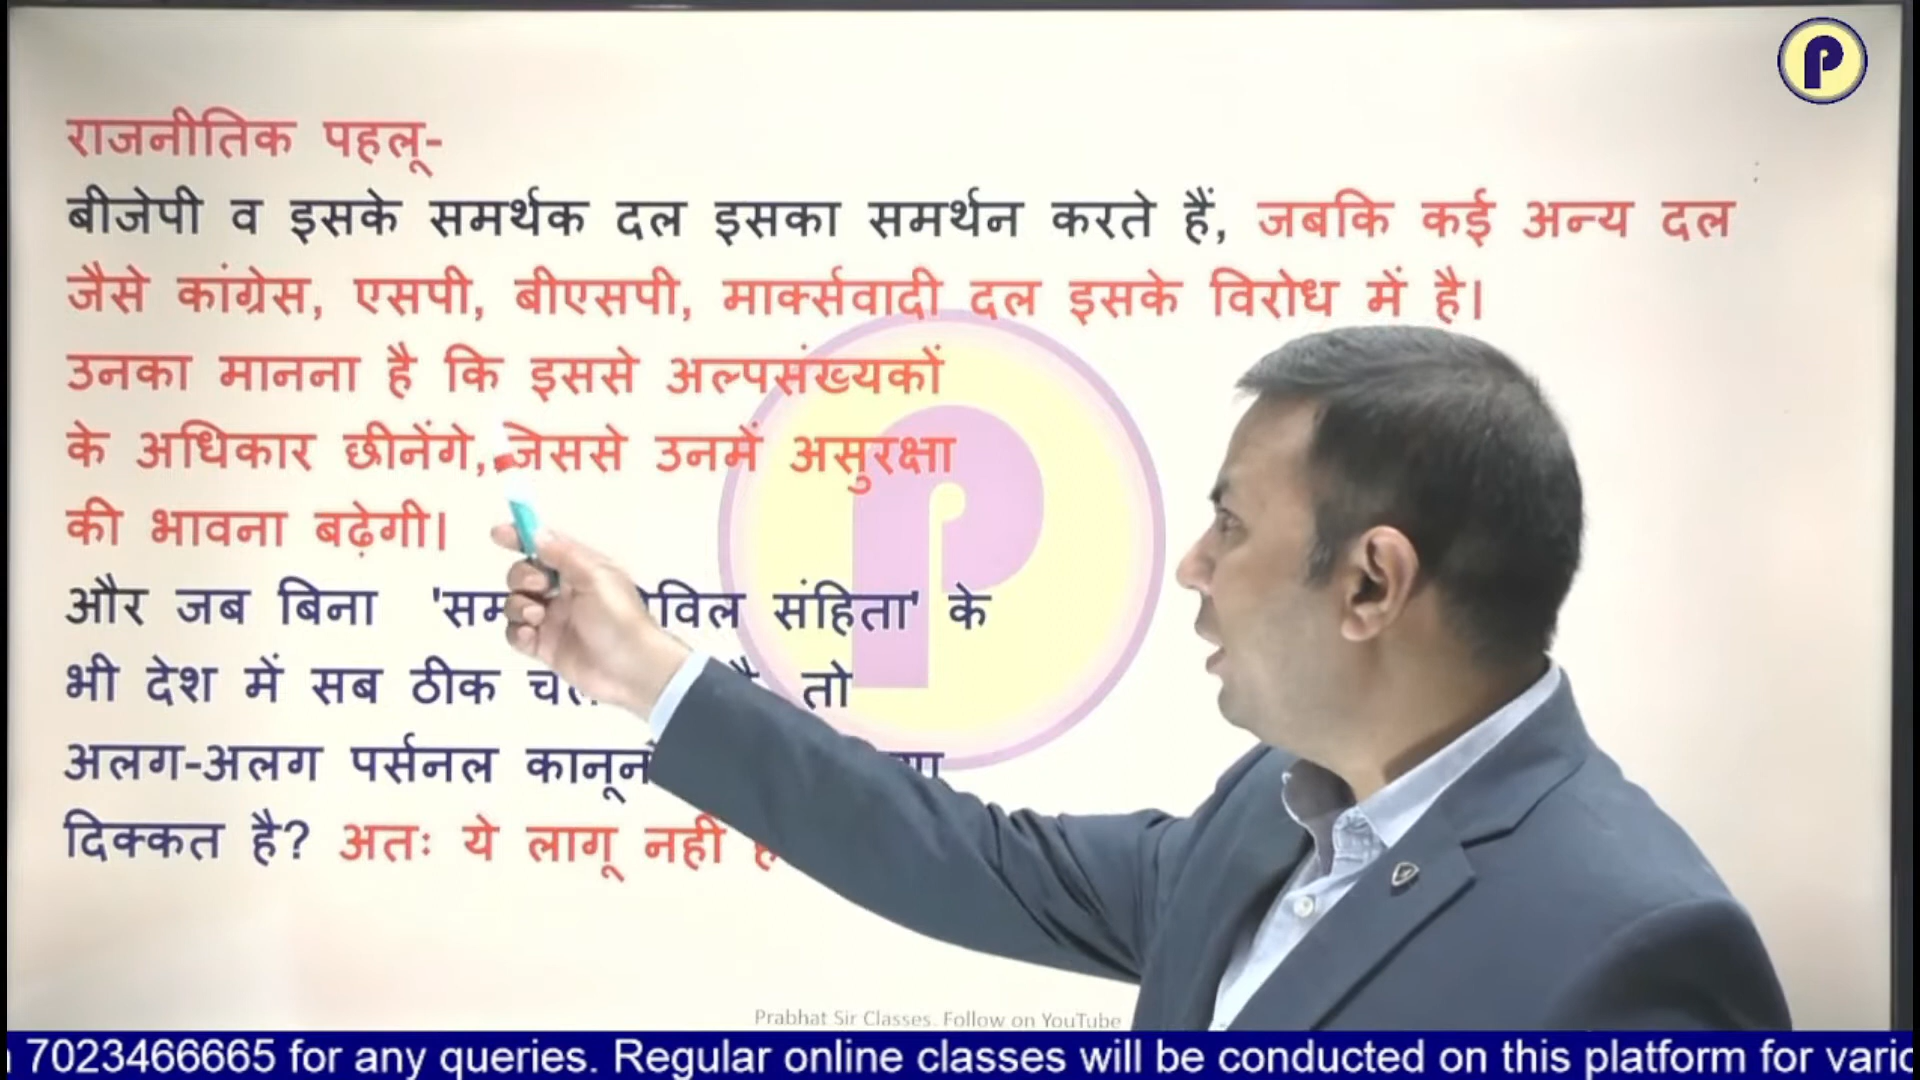 राजनीतिक पहलू-
बीजेपी व इसके समर्थक दल इसका समर्थन करते हैं, जबकि कई अन्य दल
जैसे कांग्रेस, एसपी, बीएसपी, मार्क्सवादी दल इसके विरोध में है।
उनका मानना है कि इससे अल्पसंख्यकों
के अधिकार छीनेंगे, जिससे उनमें असुरक्षा
की भावना बढ़ेगी।
और जब बिना 'सम संहिता' के
भी देश में सब ठीक तो
अलग-अलग पर्सनल
दिक्कत है? अतः ये लागू नहीं
Prabhat Sir Classes. Follow on YouTube
7023466665 for any queries. Regular online classes will be conducted on this platform for
P
P